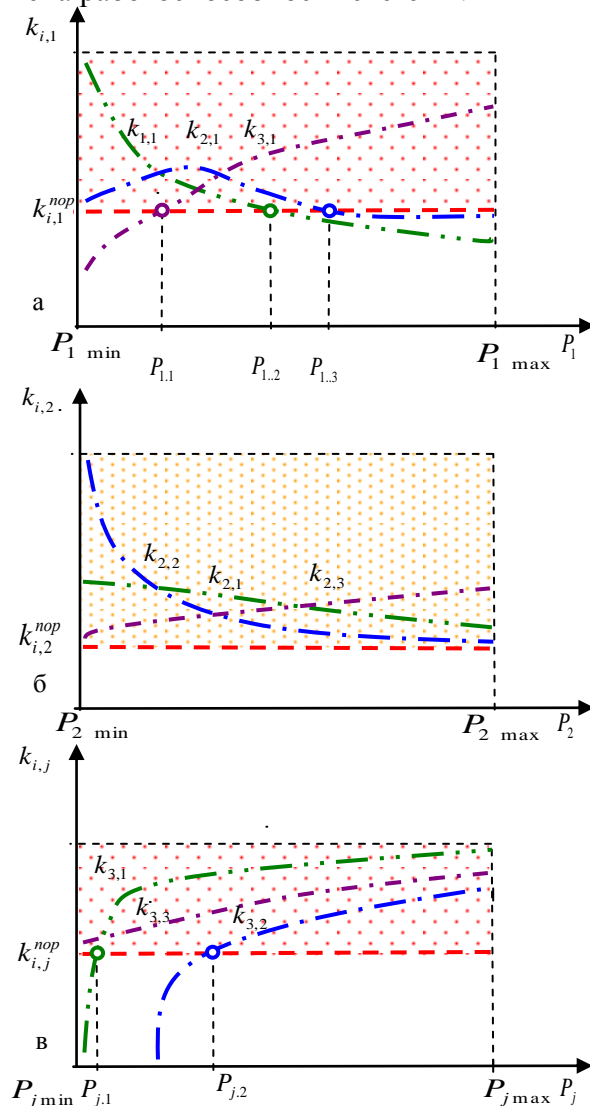 k_{i,1}
k_{1,1} k_{2,1} k_{3,1}
k_{i,1}^{nop}
а
P_{1 min} P_{1.1} P_{1..2} P_{1..3} P_{1 max} P_1
k_{i,2} .
k_{2,2} k_{2,1} k_{2,3}
k_{i,2}^{nop}
б
P_{2 min} P_{2 max} P_2
k_{i,j}
k_{3,1}
k_{3,3} k_{3,2}
k_{i,j}^{nop}
в
P_{j min} P_{j.1} P_{j.2} P_{j max} P_j